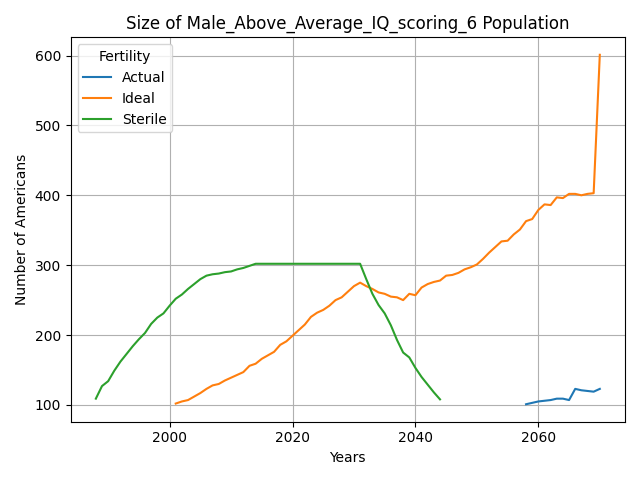 Size of Male_Above_Average_IQ_scoring_6 Population
Fertility
Actual
Ideal
Sterile
Number of Americans
600
500
400
300
200
100
2000
2020
2040
2060
Years